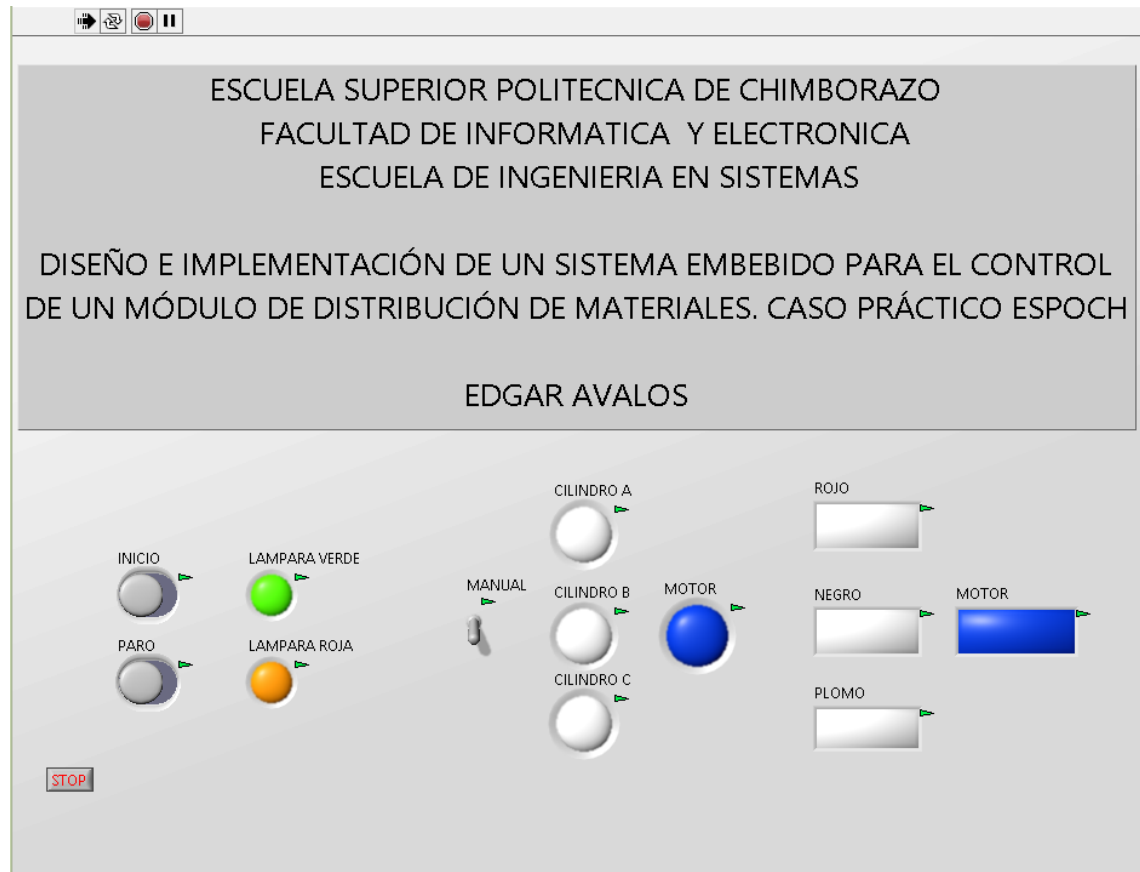 ESCUELA SUPERIOR POLITECNICA DE CHIMBORAZO
FACULTAD DE INFORMATICA Y ELECTRONICA
ESCUELA DE INGENIERIA EN SISTEMAS
DISEÑO E IMPLEMENTACIÓN DE UN SISTEMA EMBEBIDO PARA EL CONTROL
DE UN MÓDULO DE DISTRIBUCIÓN DE MATERIALES. CASO PRÁCTICO ESPOCH
EDGAR AVALOS
INICIO
LAMPARA VERDE
PARO
LAMPARA ROJA
STOP
MANUAL
CILINDRO A
CILINDRO B
CILINDRO C
MOTOR
ROJO
NEGRO
PLOMO
MOTOR